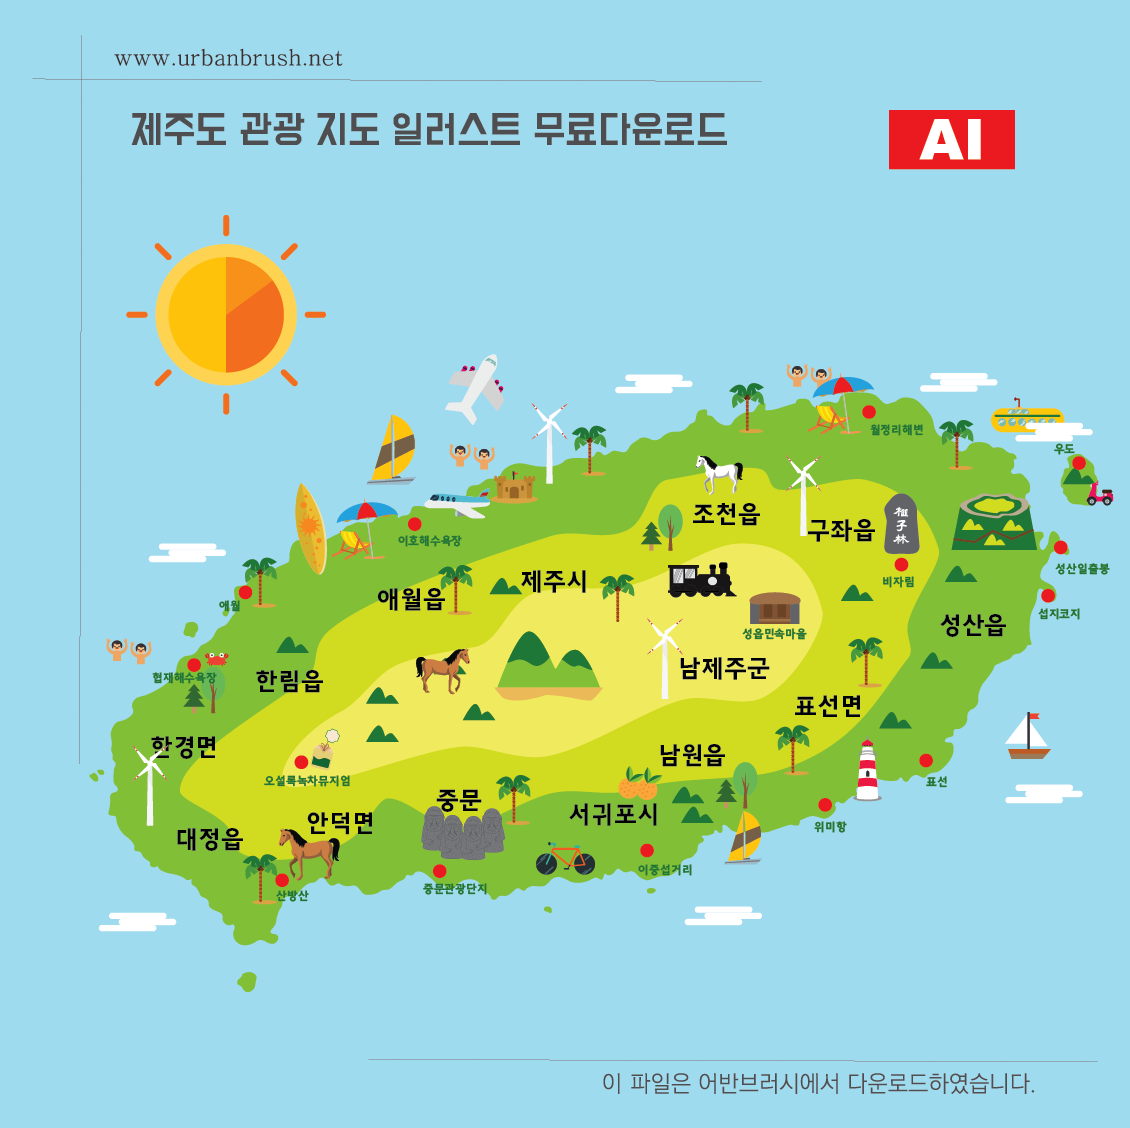 www.urbanbrush.net
제주도 관광 지도 일러스트 무료다운로드
AI
월정리해변
우도
조천읍
구좌읍
이호해수욕장
성산일출봉
비자림
제주시
애월읍
애월
섭지코지
성산읍
성읍민속마을
남제주군
협재해수욕장
한림읍
표선면
한경면
남원읍
오설록녹차뮤지엄
표선
중문
서귀포시
안덕면
위미항
대정읍
이중섭거리
중문관광단지
산방산
이 파일은 어반브러시에서 다운로드하였습니다.